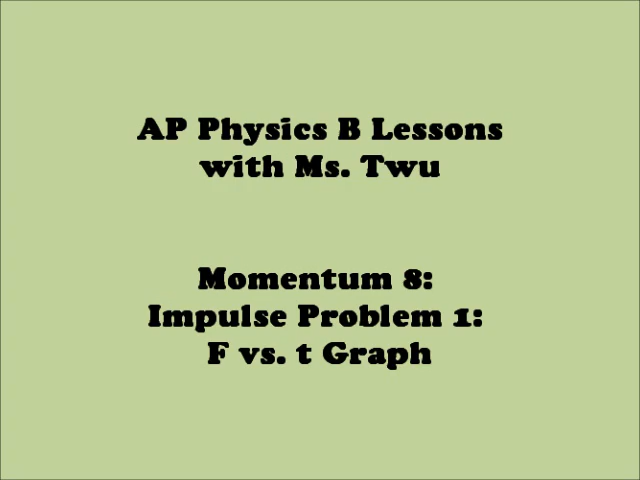 AP Physics B Lessons
with Ms. Twu
Momentum 8:
Impulse Problem 1:
F vs. t Graph